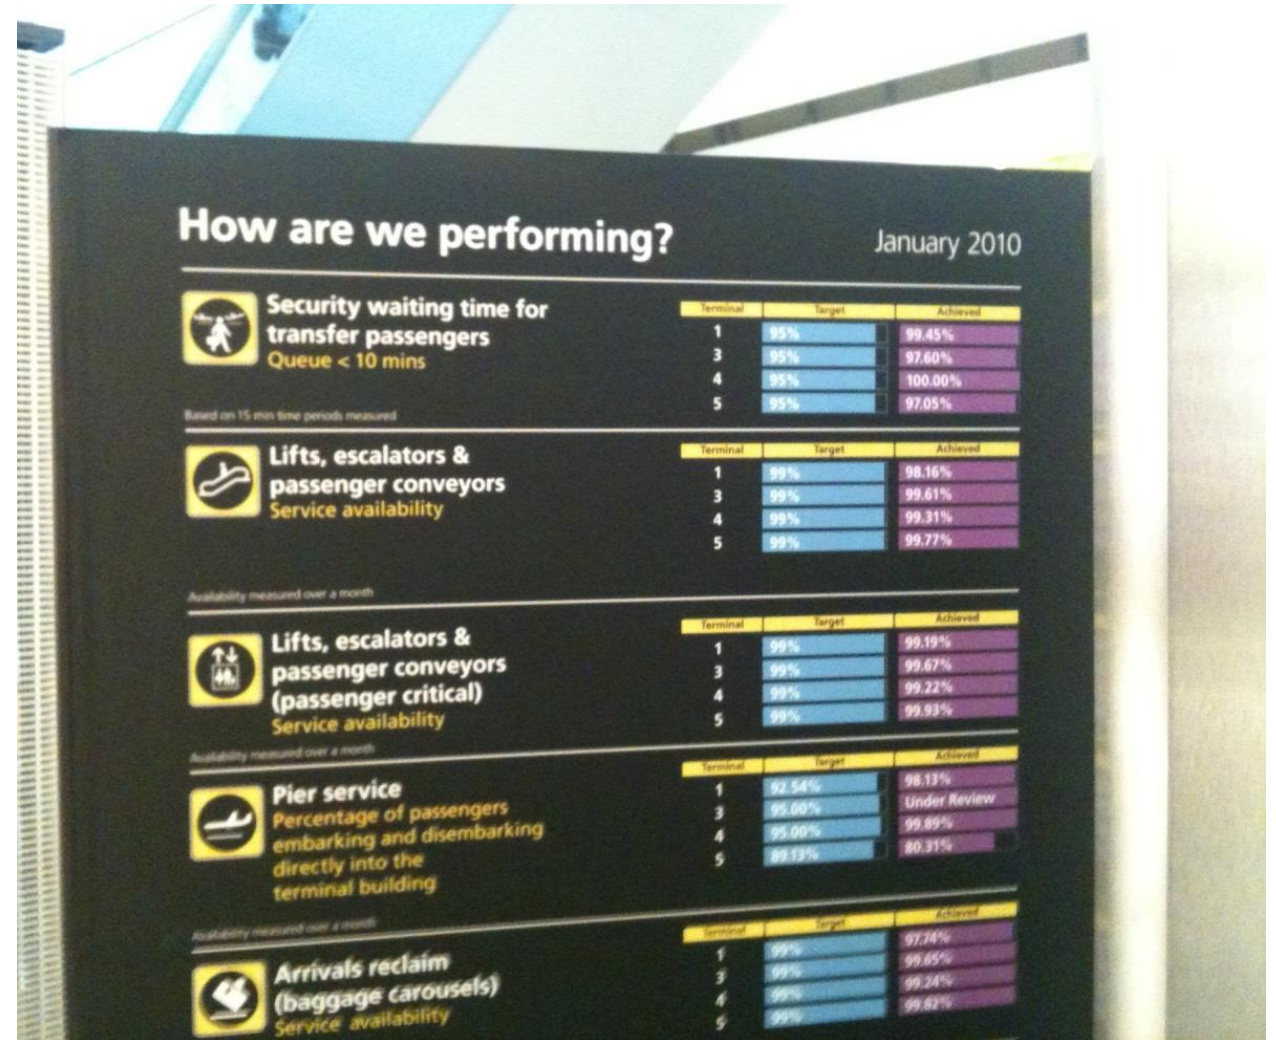 How are we performing?
January 2010
Security waiting time for
transfer passengers
Queue < 10 mins
Based on 15 min time periods measured
Terminal Target Achieved
1 95% 99.45%
3 95% 97.60%
4 95% 100.00%
5 95% 97.05%
Lifts, escalators &
passenger conveyors
Service availability
Availability measured over a month
Terminal Target Achieved
1 99% 98.16%
3 99% 99.61%
4 99% 99.31%
5 99% 99.77%
Lifts, escalators &
passenger conveyors
(passenger critical)
Service availability
Availability measured over a month
Terminal Target Achieved
1 99% 99.19%
3 99% 99.67%
4 99% 99.22%
5 99% 99.93%
Pier service
Percentage of passengers
embarking and disembarking
directly into the
terminal building
Availability measured over a month
Terminal Target Achieved
1 92.54% 98.13%
3 95.00% Under Review
4 95.00% 99.89%
5 89.13% 80.31%
Arrivals reclaim
(baggage carousels)
Service availability
Terminal Target Achieved
1 99% 97.74%
3 99% 99.65%
4 99% 99.24%
5 99% 99.82%